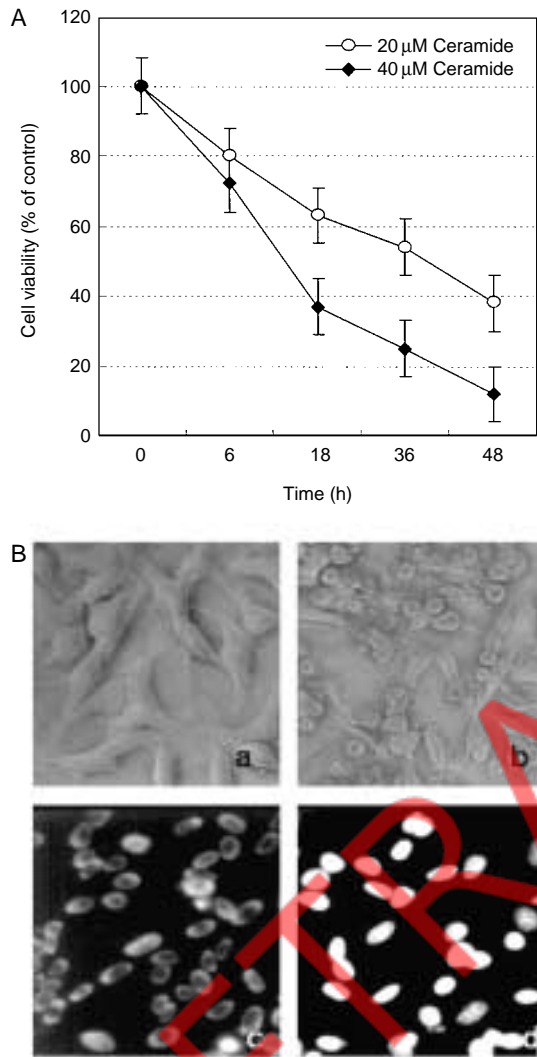 A
120
100
80
60
40
20
0
Cell viability (% of control)
20 μM Ceramide
40 μM Ceramide
0 6 18 36 48
Time (h)
B
a
b
c
d